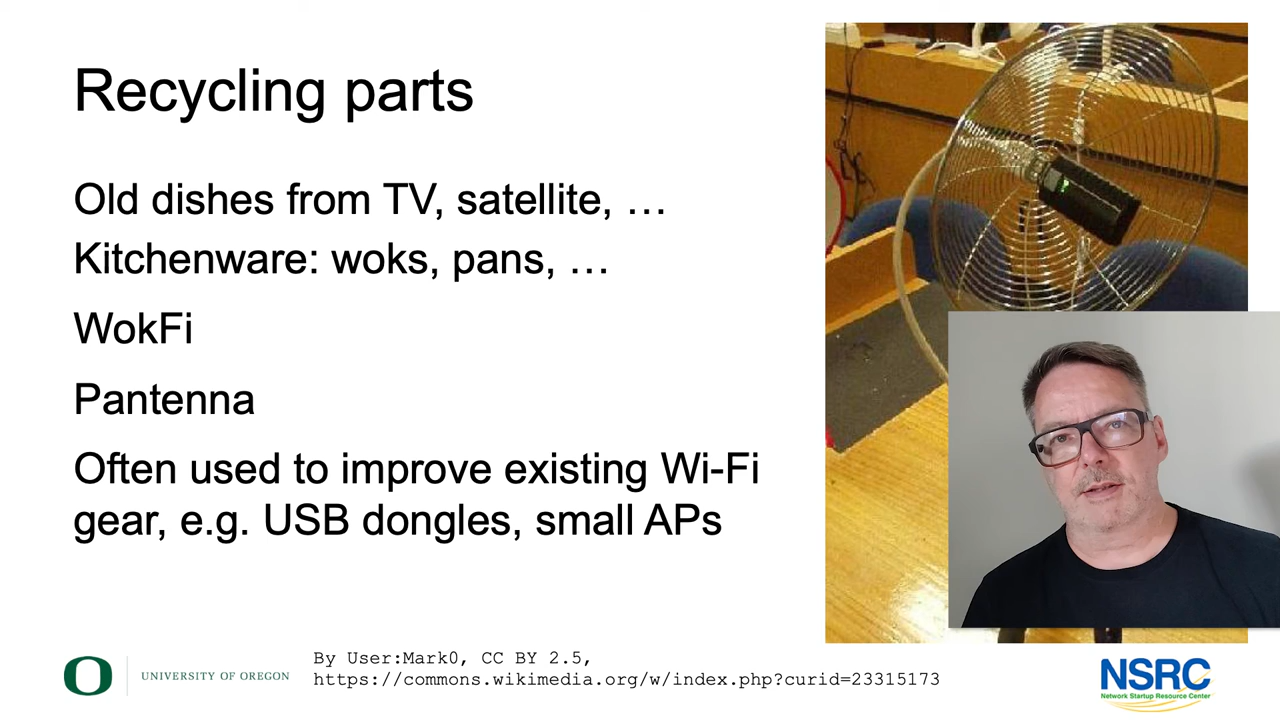 Recycling parts
Old dishes from TV, satellite, …
Kitchenware: woks, pans, …
WokFi
Pantenna
Often used to improve existing Wi-Fi
gear, e.g. USB dongles, small APs
O
UNIVERSITY OF OREGON
By User:Mark0, CC BY 2.5,
https://commons.wikimedia.org/w/index.php?curid=23315173
NSRC
Network Startup Resource Center